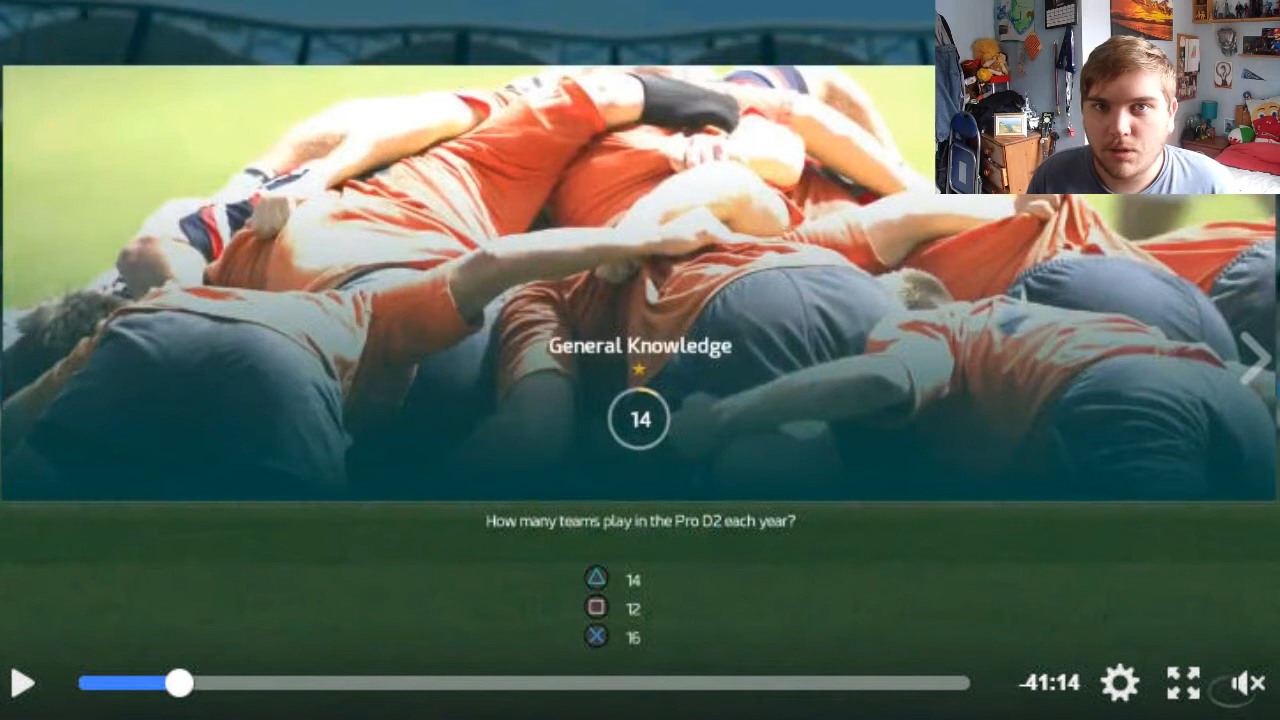 General Knowledge
14
How many teams play in the Pro D2 each year?
14
12
16
-41:14